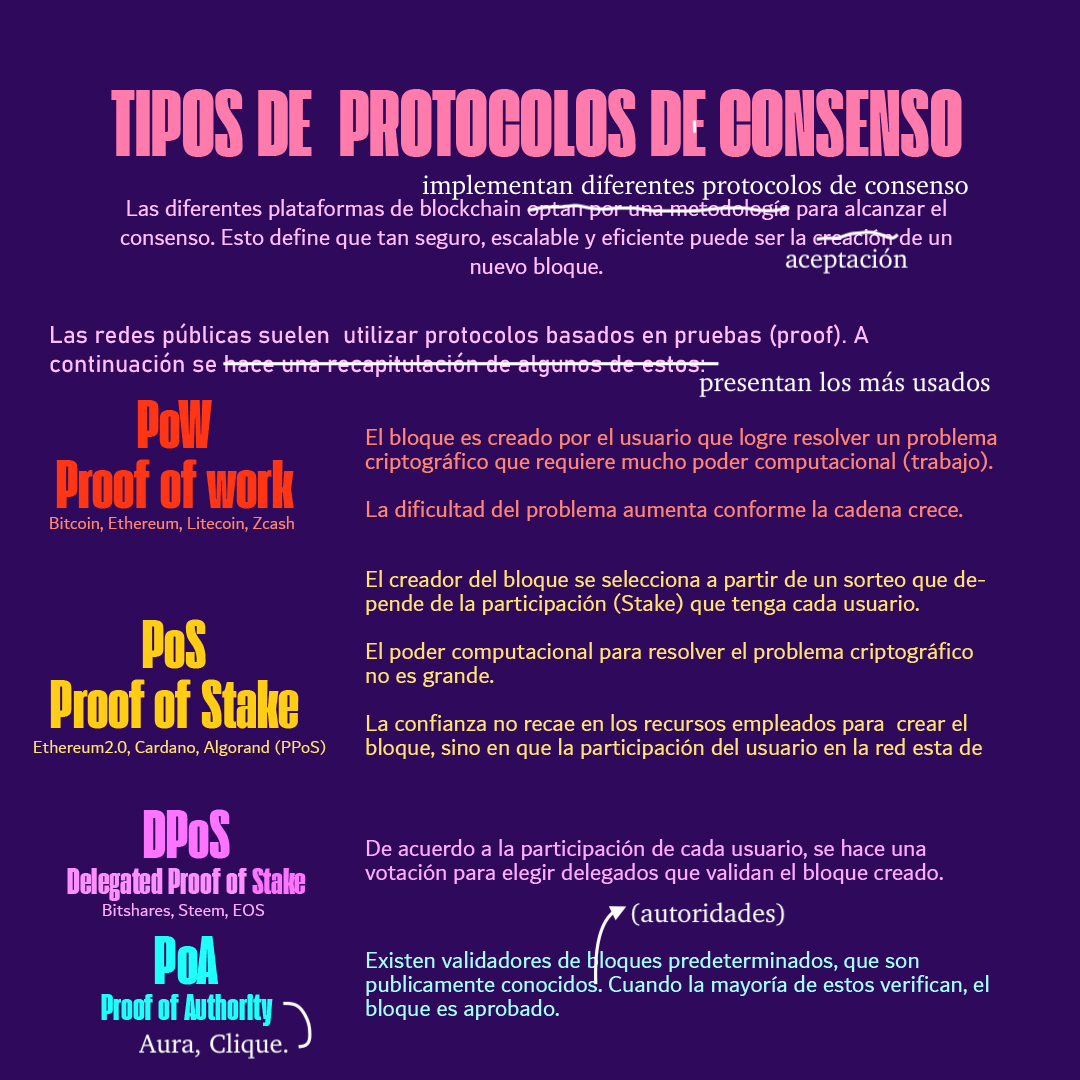 TIPOS DE  PROTOCOLOS DE CONSENSO
implementan diferentes protocolos de consenso
Las diferentes plataformas de blockchain optan por una metodología para alcanzar el
consenso. Esto define que tan seguro, escalable y eficiente puede ser la creación de un
aceptación
nuevo bloque.
Las redes públicas suelen  utilizar protocolos basados en pruebas (proof). A
continuación se hace una recapitulación de algunos de estos:
presentan los más usados
PoW
Proof of work
Bitcoin, Ethereum, Litecoin, Zcash
El bloque es creado por el usuario que logre resolver un problema
criptográfico que requiere mucho poder computacional (trabajo).
La dificultad del problema aumenta conforme la cadena crece.
PoS
Proof of Stake
Ethereum2.0, Cardano, Algorand (PPoS)
El creador del bloque se selecciona a partir de un sorteo que de-
pende de la participación (Stake) que tenga cada usuario.
El poder computacional para resolver el problema criptográfico
no es grande.
La confianza no recae en los recursos empleados para  crear el
bloque, sino en que la participación del usuario en la red esta de
DPoS
Delegated Proof of Stake
Bitshares, Steem, EOS
De acuerdo a la participación de cada usuario, se hace una
votación para elegir delegados que validan el bloque creado.
(autoridades)
PoA
Proof of Authority
Aura, Clique.
Existen validadores de bloques predeterminados, que son
publicamente conocidos. Cuando la mayoría de estos verifican, el
bloque es aprobado.